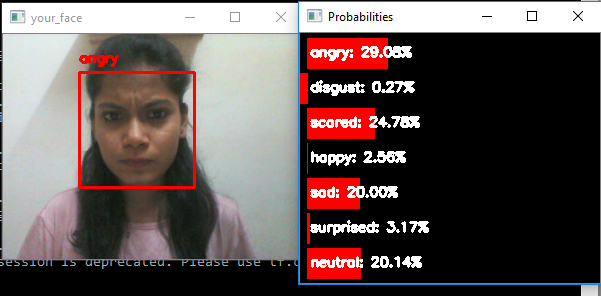 your_face
angry
Probabilities
angry: 29.08%
disgust: 0.27%
scared: 24.78%
happy: 2.56%
sad: 20.00%
surprised: 3.17%
neutral: 20.14%
session is deprecated. Please use